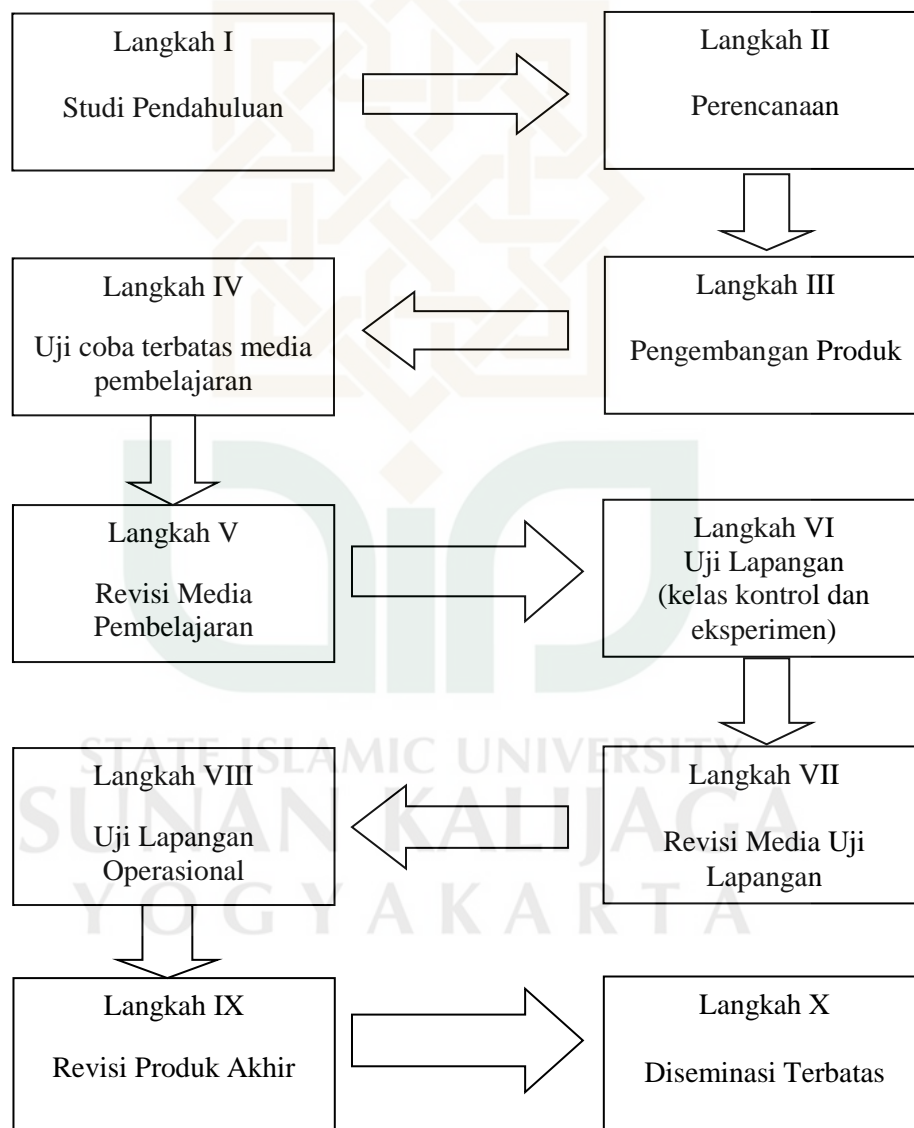 Langkah I
Studi Pendahuluan
Langkah II
Perencanaan
Langkah III
Pengembangan Produk
Langkah IV
Uji coba terbatas media
pembelajaran
Langkah V
Revisi Media
Pembelajaran
Langkah VI
Uji Lapangan
(kelas kontrol dan
eksperimen)
Langkah VII
Revisi Media Uji
Lapangan
Langkah VIII
Uji Lapangan
Operasional
Langkah IX
Revisi Produk Akhir
Langkah X
Diseminasi Terbatas
STATE ISLAMIC UNIVERSITY
SUNAN KALIJAGA
YOGYAKARTA